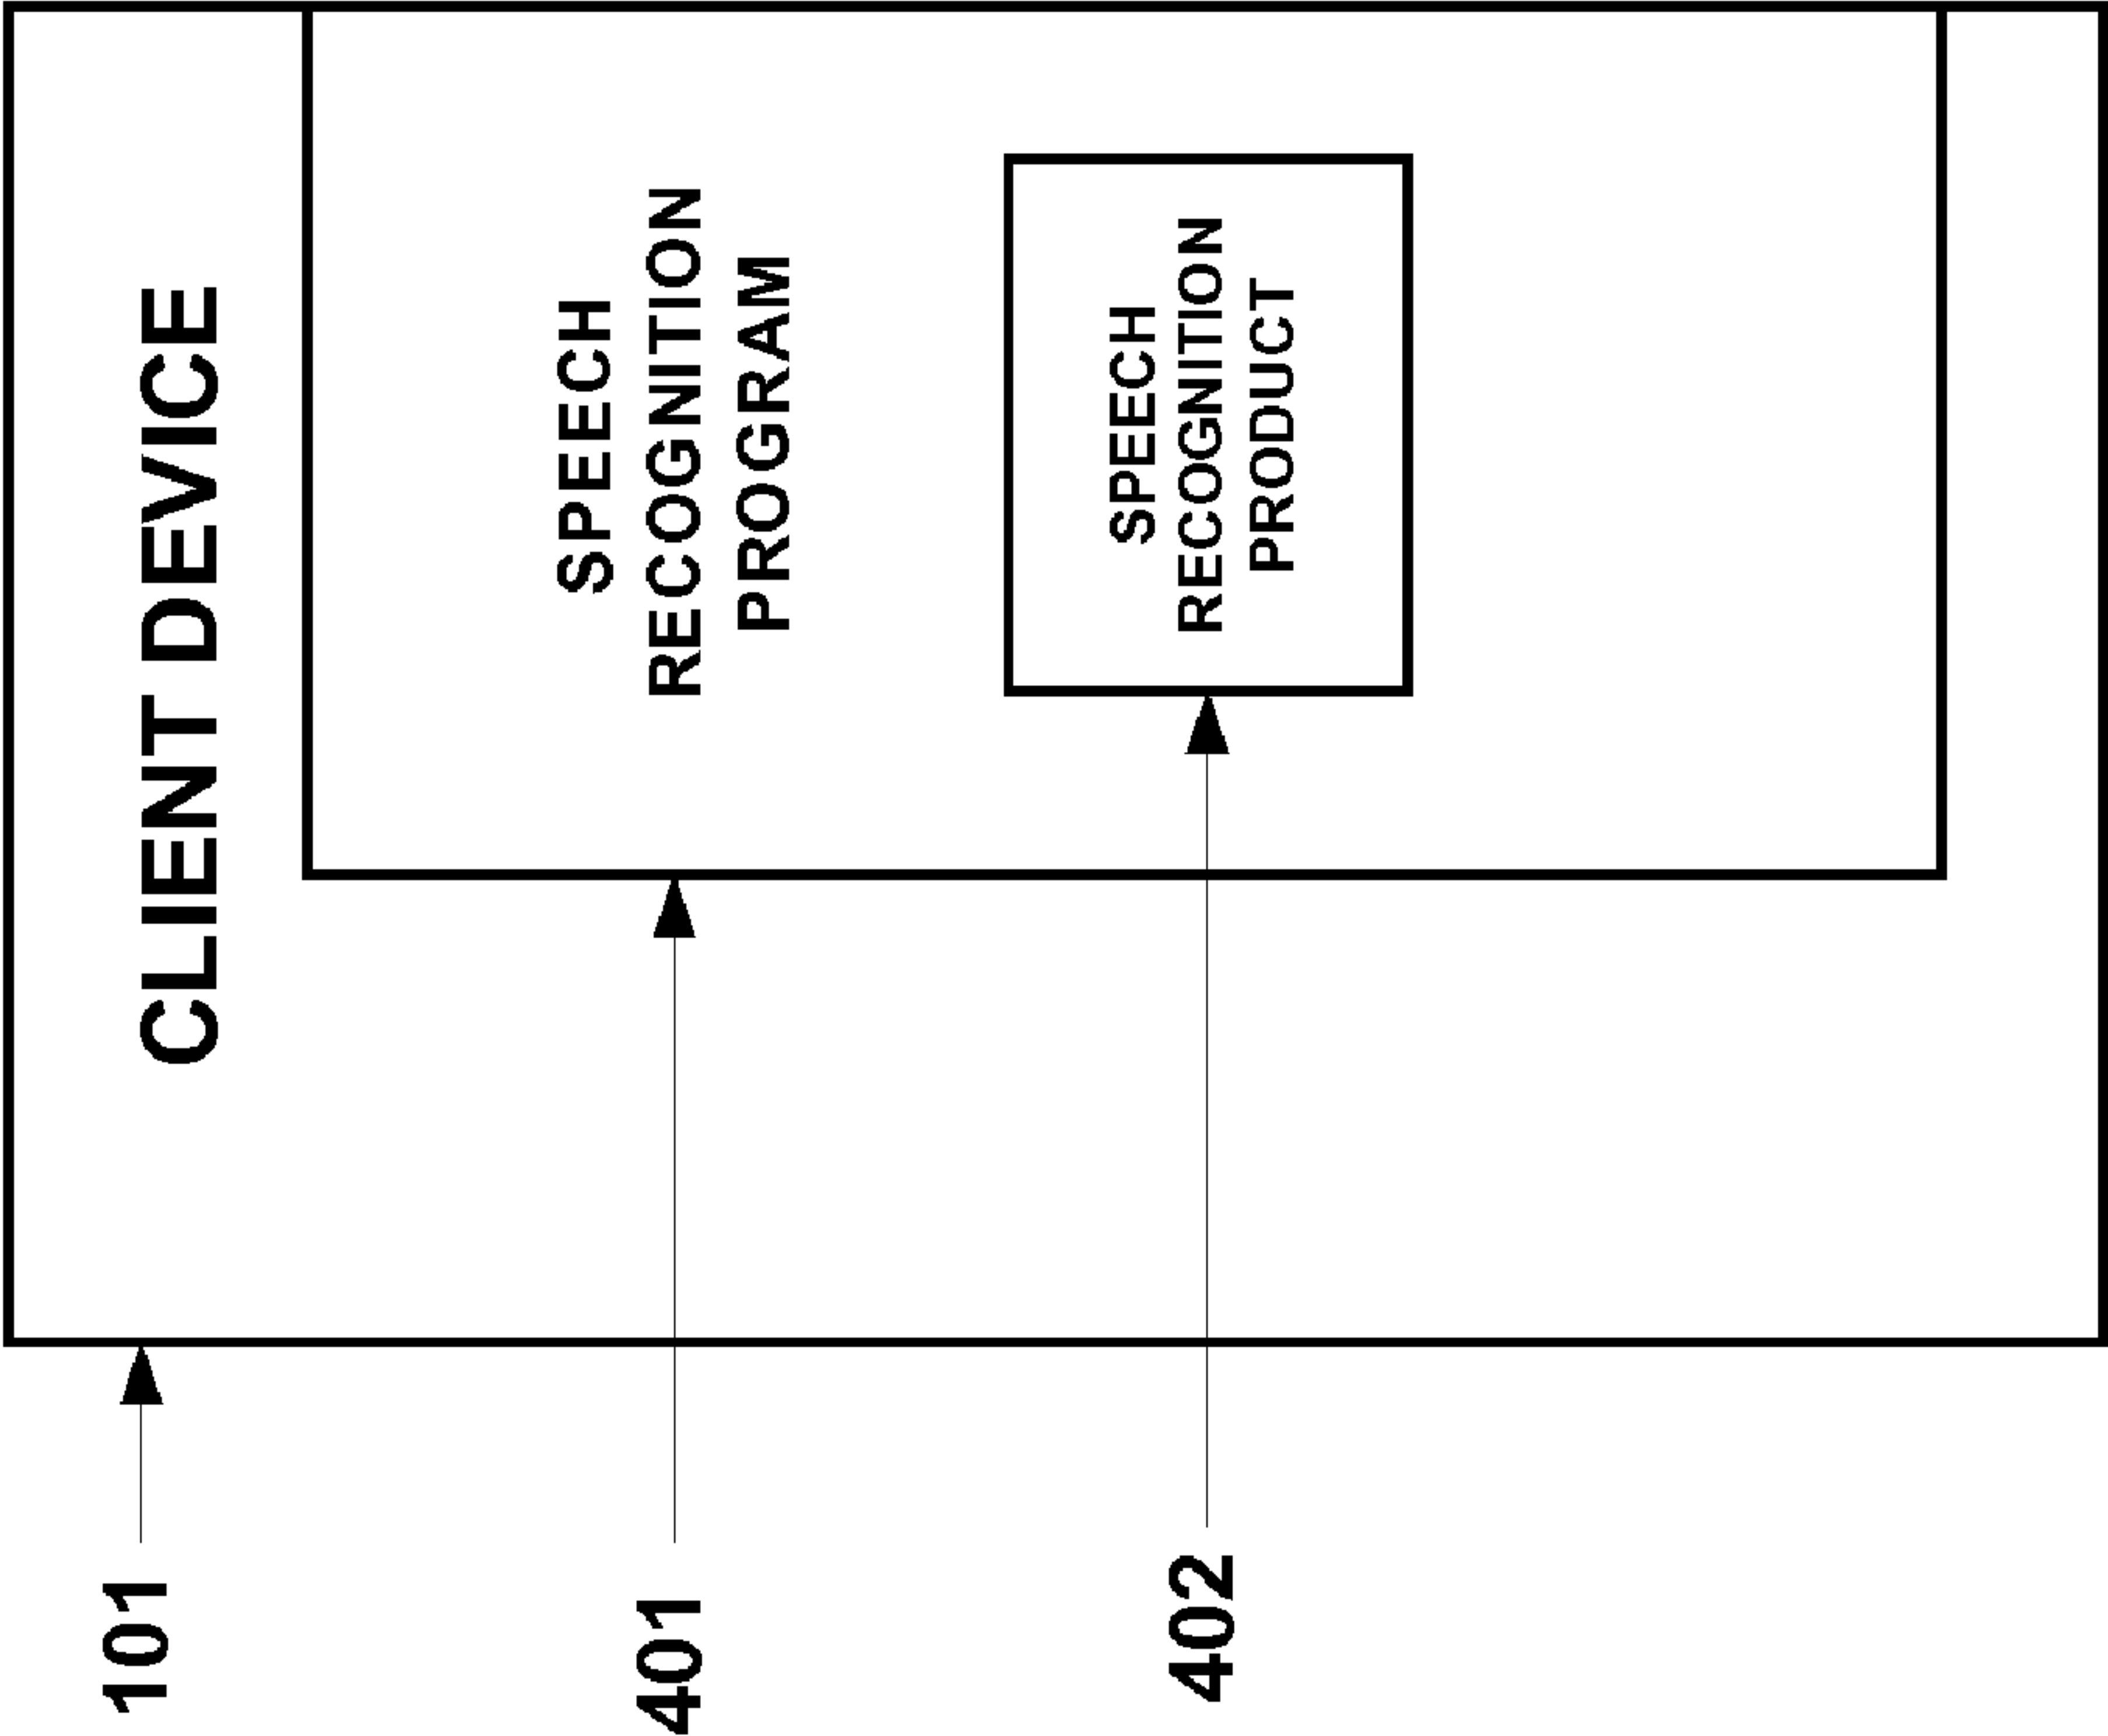 CLIENT DEVICE
101
SPEECH
RECOGNITION
PROGRAM
401
SPEECH
RECOGNITION
PRODUCT
402